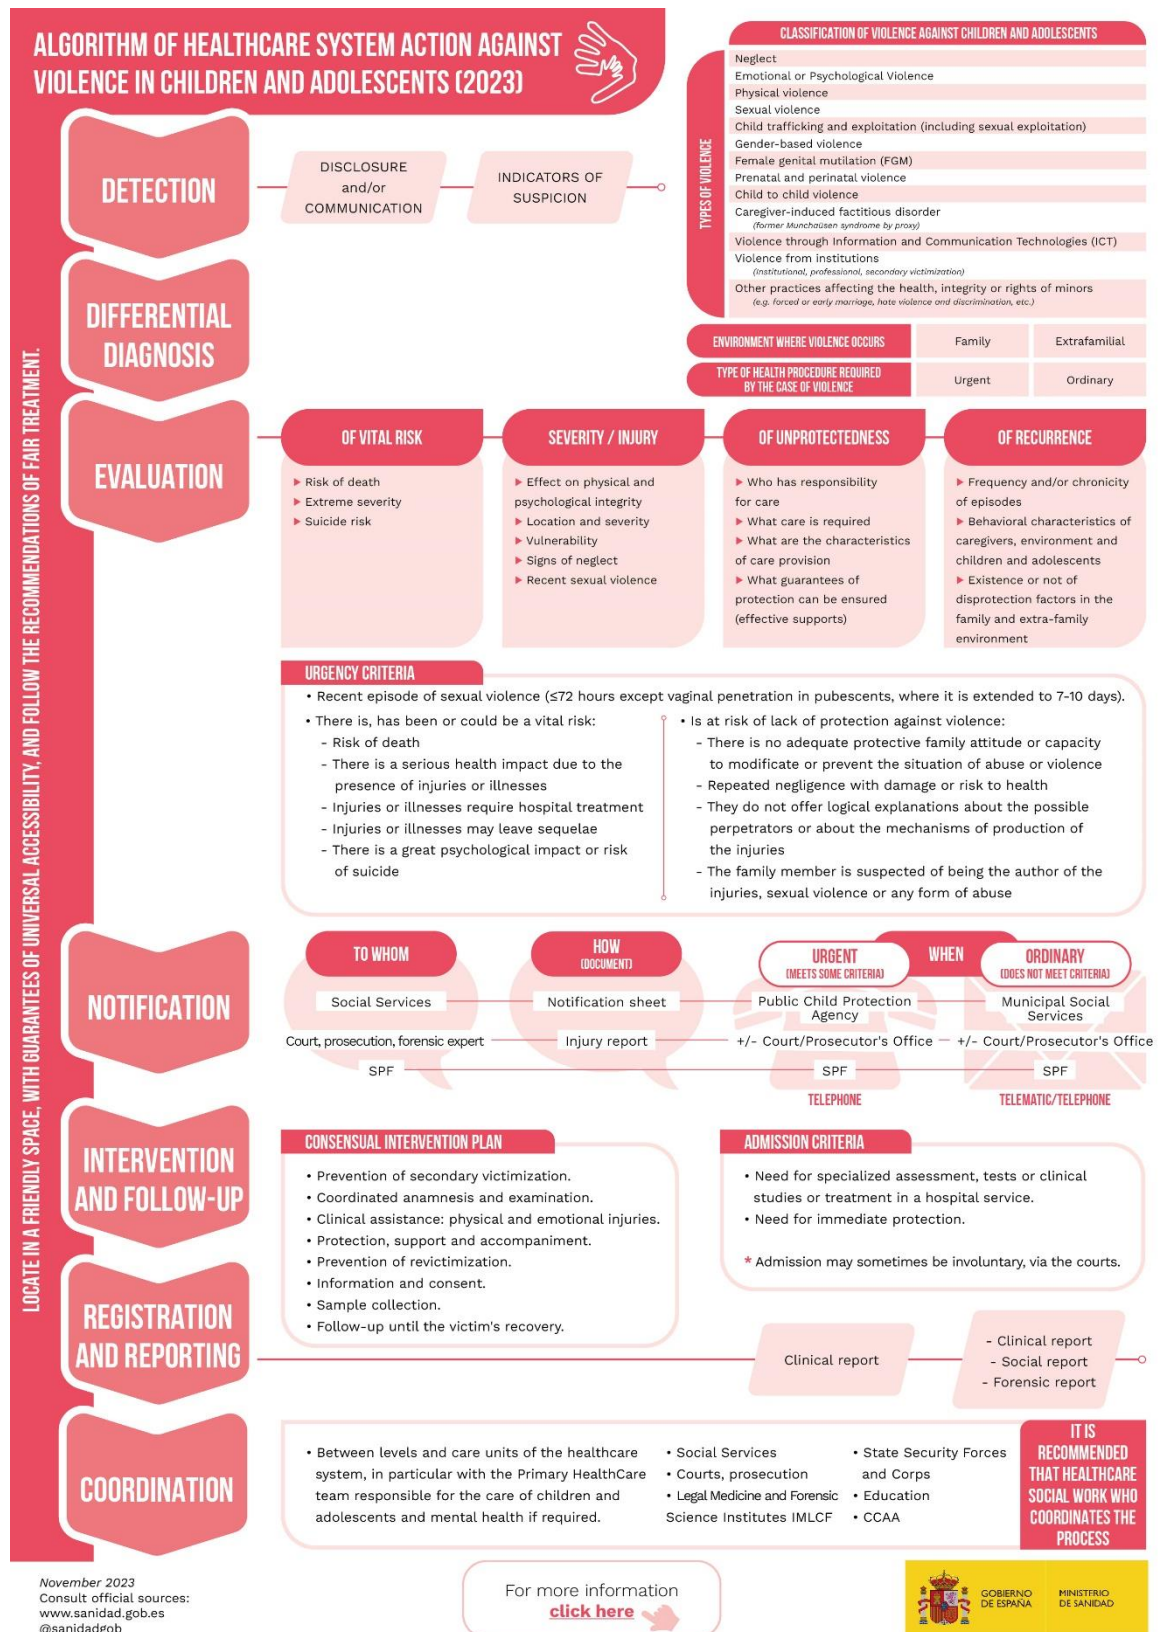 ALGORITHM OF HEALTHCARE SYSTEM ACTION AGAINST
VIOLENCE IN CHILDREN AND ADOLESCENTS (2023)
CLASSIFICATION OF VIOLENCE AGAINST CHILDREN AND ADOLESCENTS
TYPES OF VIOLENCE
Neglect
Emotional or Psychological Violence
Physical violence
Sexual violence
Child trafficking and exploitation (including sexual exploitation)
Gender-based violence
Female genital mutilation (FGM)
Prenatal and perinatal violence
Child to child violence
Caregiver-induced factitious disorder
(former Munchaüsen syndrome by proxy)
Violence through Information and Communication Technologies (ICT)
Violence from institutions
(Institutional, professional, secondary victimization)
Other practices affecting the health, integrity or rights of minors
(e.g. forced or early marriage, hate violence and discrimination, etc.)
ENVIRONMENT WHERE VIOLENCE OCCURS
Family
Extrafamilial
TYPE OF HEALTH PROCEDURE REQUIRED
BY THE CASE OF VIOLENCE
Urgent
Ordinary
LOCATE IN A FRIENDLY SPACE, WITH GUARANTEES OF UNIVERSAL ACCESSIBILITY, AND FOLLOW THE RECOMMENDATIONS OF FAIR TREATMENT.
DETECTION
DISCLOSURE
and/or
COMMUNICATION
INDICATORS OF
SUSPICION
DIFFERENTIAL
DIAGNOSIS
EVALUATION
OF VITAL RISK
▶ Risk of death
▶ Extreme severity
▶ Suicide risk
SEVERITY / INJURY
▶ Effect on physical and
psychological integrity
▶ Location and severity
▶ Vulnerability
▶ Signs of neglect
▶ Recent sexual violence
OF UNPROTECTEDNESS
▶ Who has responsibility
for care
▶ What care is required
▶ What are the characteristics
of care provision
▶ What guarantees of
protection can be ensured
(effective supports)
OF RECURRENCE
▶ Frequency and/or chronicity
of episodes
▶ Behavioral characteristics of
caregivers, environment and
children and adolescents
▶ Existence or not of
disprotection factors in the
family and extra-family
environment
URGENCY CRITERIA
• Recent episode of sexual violence (≤72 hours except vaginal penetration in pubescents, where it is extended to 7-10 days).
• There is, has been or could be a vital risk:
- Risk of death
- There is a serious health impact due to the
presence of injuries or illnesses
- Injuries or illnesses require hospital treatment
- Injuries or illnesses may leave sequelae
- There is a great psychological impact or risk
of suicide
• Is at risk of lack of protection against violence:
- There is no adequate protective family attitude or capacity
to modificate or prevent the situation of abuse or violence
- Repeated negligence with damage or risk to health
- They do not offer logical explanations about the possible
perpetrators or about the mechanisms of production of
the injuries
- The family member is suspected of being the author of the
injuries, sexual violence or any form of abuse
NOTIFICATION
TO WHOM
HOW
(DOCUMENT)
WHEN
URGENT
(MEETS SOME CRITERIA)
ORDINARY
(DOES NOT MEET CRITERIA)
Social Services
Notification sheet
Public Child Protection
Agency
Municipal Social
Services
Court, prosecution, forensic expert
Injury report
+/- Court/Prosecutor's Office
+/- Court/Prosecutor's Office
SPF
SPF
SPF
TELEPHONE
TELEMATIC/TELEPHONE
INTERVENTION
AND FOLLOW-UP
CONSENSUAL INTERVENTION PLAN
• Prevention of secondary victimization.
• Coordinated anamnesis and examination.
• Clinical assistance: physical and emotional injuries.
• Protection, support and accompaniment.
• Prevention of revictimization.
• Information and consent.
• Sample collection.
• Follow-up until the victim's recovery.
ADMISSION CRITERIA
• Need for specialized assessment, tests or clinical
studies or treatment in a hospital service.
• Need for immediate protection.
* Admission may sometimes be involuntary, via the courts.
REGISTRATION
AND REPORTING
Clinical report
- Clinical report
- Social report
- Forensic report
COORDINATION
• Between levels and care units of the healthcare
system, in particular with the Primary HealthCare
team responsible for the care of children and
adolescents and mental health if required.
• Social Services
• Courts, prosecution
• Legal Medicine and Forensic
Science Institutes IMLCF
• State Security Forces
and Corps
• Education
• CCAA
IT IS
RECOMMENDED
THAT HEALTHCARE
SOCIAL WORK WHO
COORDINATES THE
PROCESS
November 2023
Consult official sources:
www.sanidad.gob.es
@sanidadgob
For more information
click here
GOBIERNO
DE ESPAÑA
MINISTERIO
DE SANIDAD